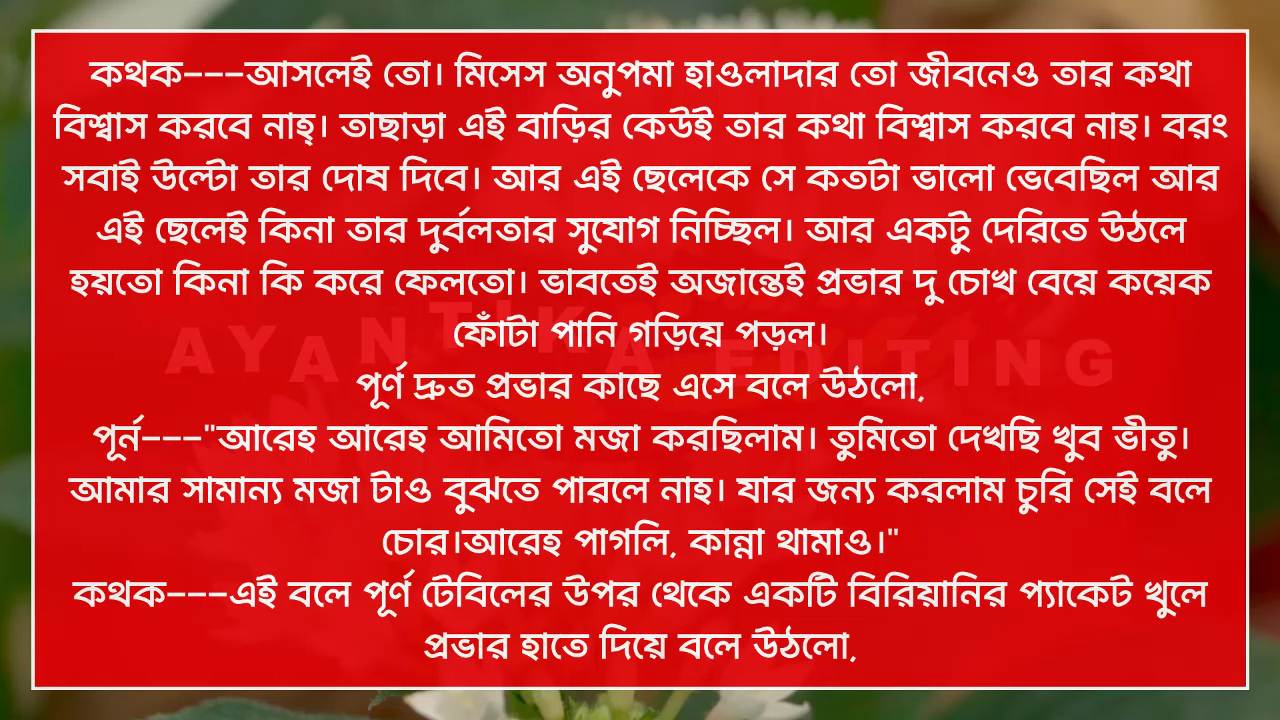 কথক---আসলেই তো। মিসেস অনুপমা হাওলাদার তো জীবনেও তার কথা
বিশ্বাস করবে নাহ্। তাছাড়া এই বাড়ির কেউই তার কথা বিশ্বাস করবে নাহ। বরং
সবাই উল্টো তার দোষ দিবে। আর এই ছেলেকে সে কতটা ভালো ভেবেছিল আর
এই ছেলেই কিনা তার দুর্বলতার সুযোগ নিচ্ছিল। আর একটু দেরিতে উঠলে
হয়তো কিনা কি করে ফেলতো। ভাবতেই অজান্তেই প্রভার দু চোখ বেয়ে কয়েক
ফোঁটা পানি গড়িয়ে পড়ল।
AYANTIKA EDITING
পূর্ণ দ্রুত প্রভার কাছে এসে বলে উঠলো,
পূর্ন---"আরেহ আরেহ আমিতো মজা করছিলাম। তুমিতো দেখছি খুব ভীতু।
আমার সামান্য মজা টাও বুঝতে পারলে নাহ। যার জন্য করলাম চুরি সেই বলে
চোর।আরেহ পাগলি, কান্না থামাও।"
কথক---এই বলে পূর্ণ টেবিলের উপর থেকে একটি বিরিয়ানির প্যাকেট খুলে
প্রভার হাতে দিয়ে বলে উঠলো,